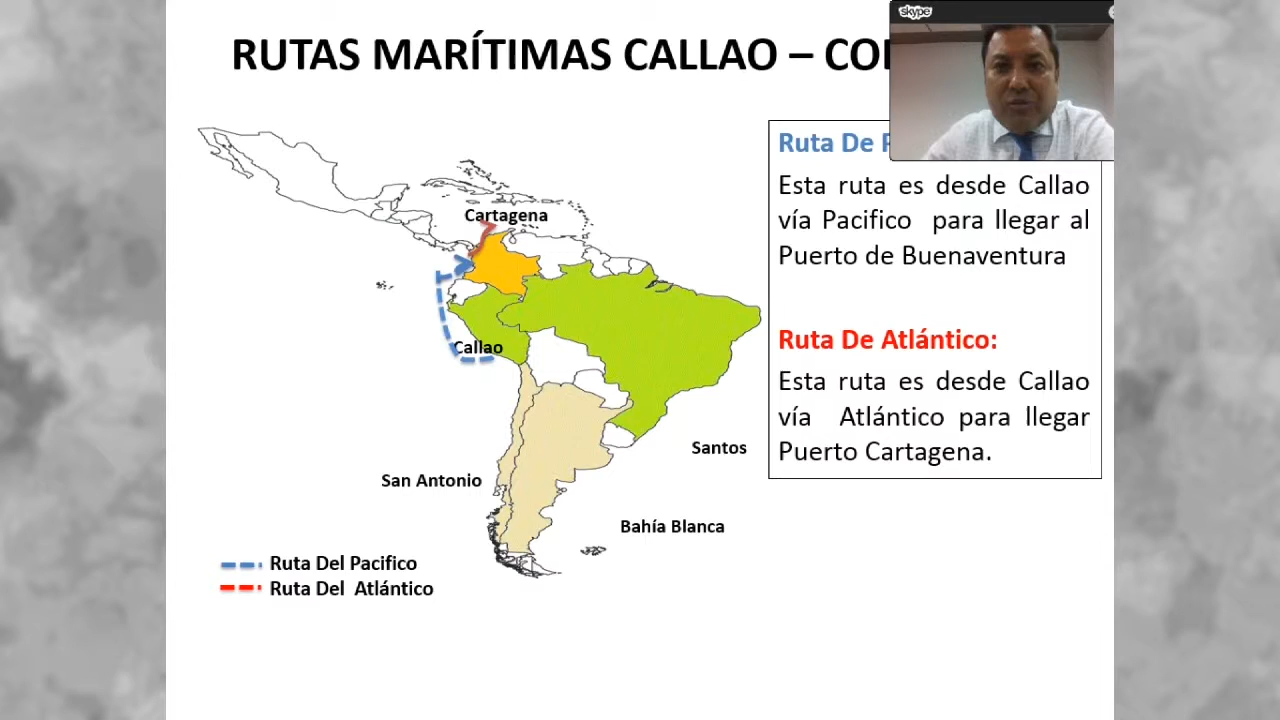 skype
RUTAS MARÍTIMAS CALLAO –
Ruta De
Esta ruta es desde Callao
vía Pacifico para llegar al
Puerto de Buenaventura
Ruta De Atlántico:
Esta ruta es desde Callao
vía Atlántico para llegar
Puerto Cartagena.
Cartagena
Callao
Santos
San Antonio
Bahía Blanca
Ruta Del Pacifico
Ruta Del Atlántico